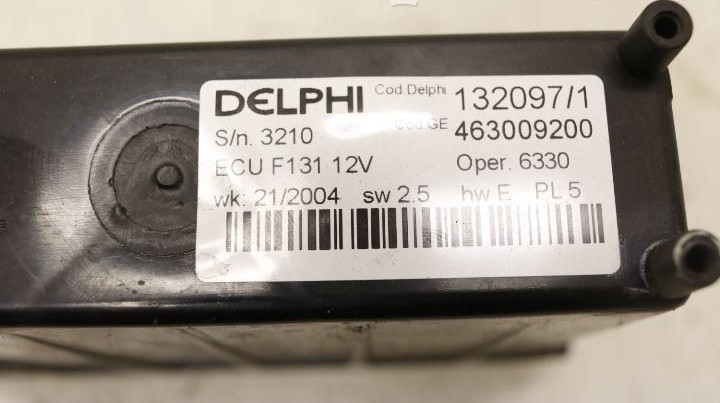 DELPHI Cod.Delphi 132097/1
S/n. 3210 Cod.GE 463009200
ECU F131 12V Oper. 6330
wk: 21/2004 sw 2.5 hw E PL 5